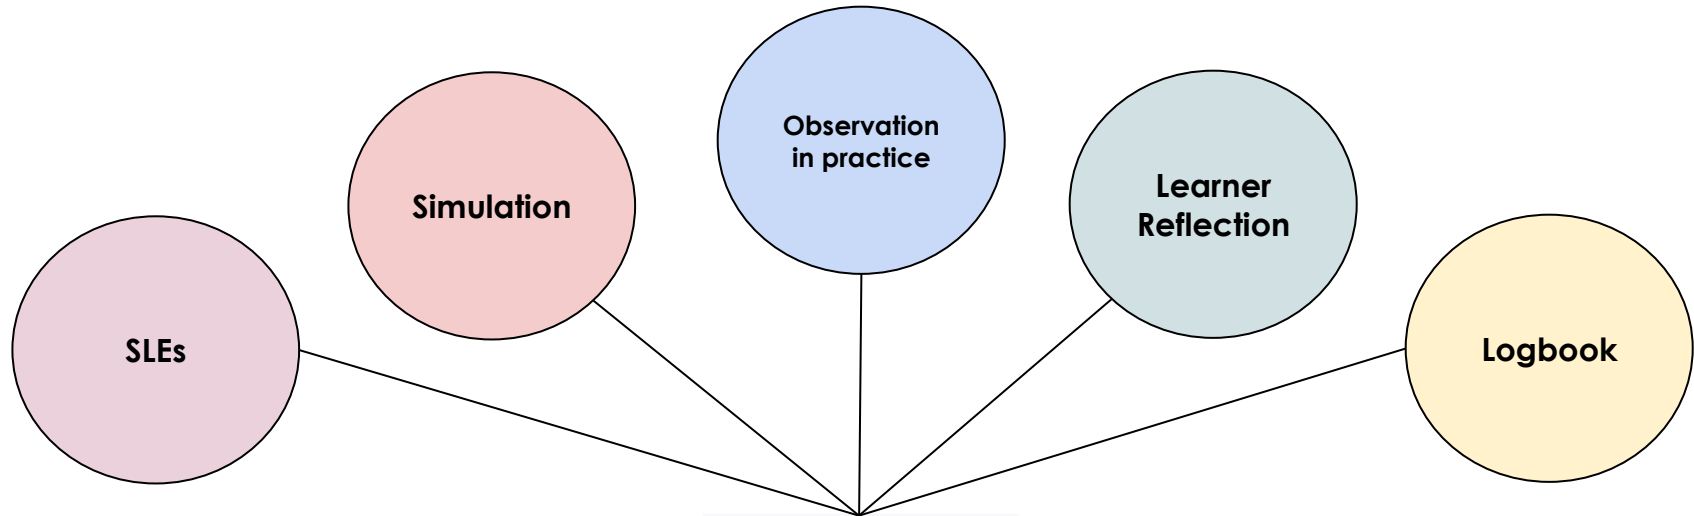 SLEs
Simulation
Observation
in practice
Learner
Reflection
Logbook